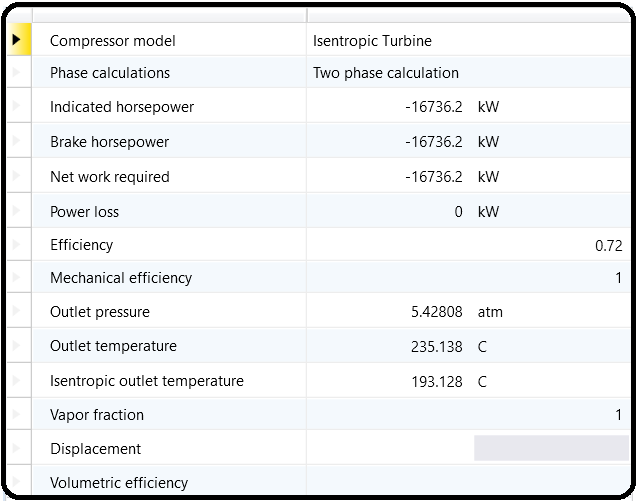 Compressor model Isentropic Turbine
Phase calculations Two phase calculation
Indicated horsepower -16736.2 kW
Brake horsepower -16736.2 kW
Net work required -16736.2 kW
Power loss 0 kW
Efficiency 0.72
Mechanical efficiency 1
Outlet pressure 5.42808 atm
Outlet temperature 235.138 C
Isentropic outlet temperature 193.128 C
Vapor fraction 1
Displacement
Volumetric efficiency